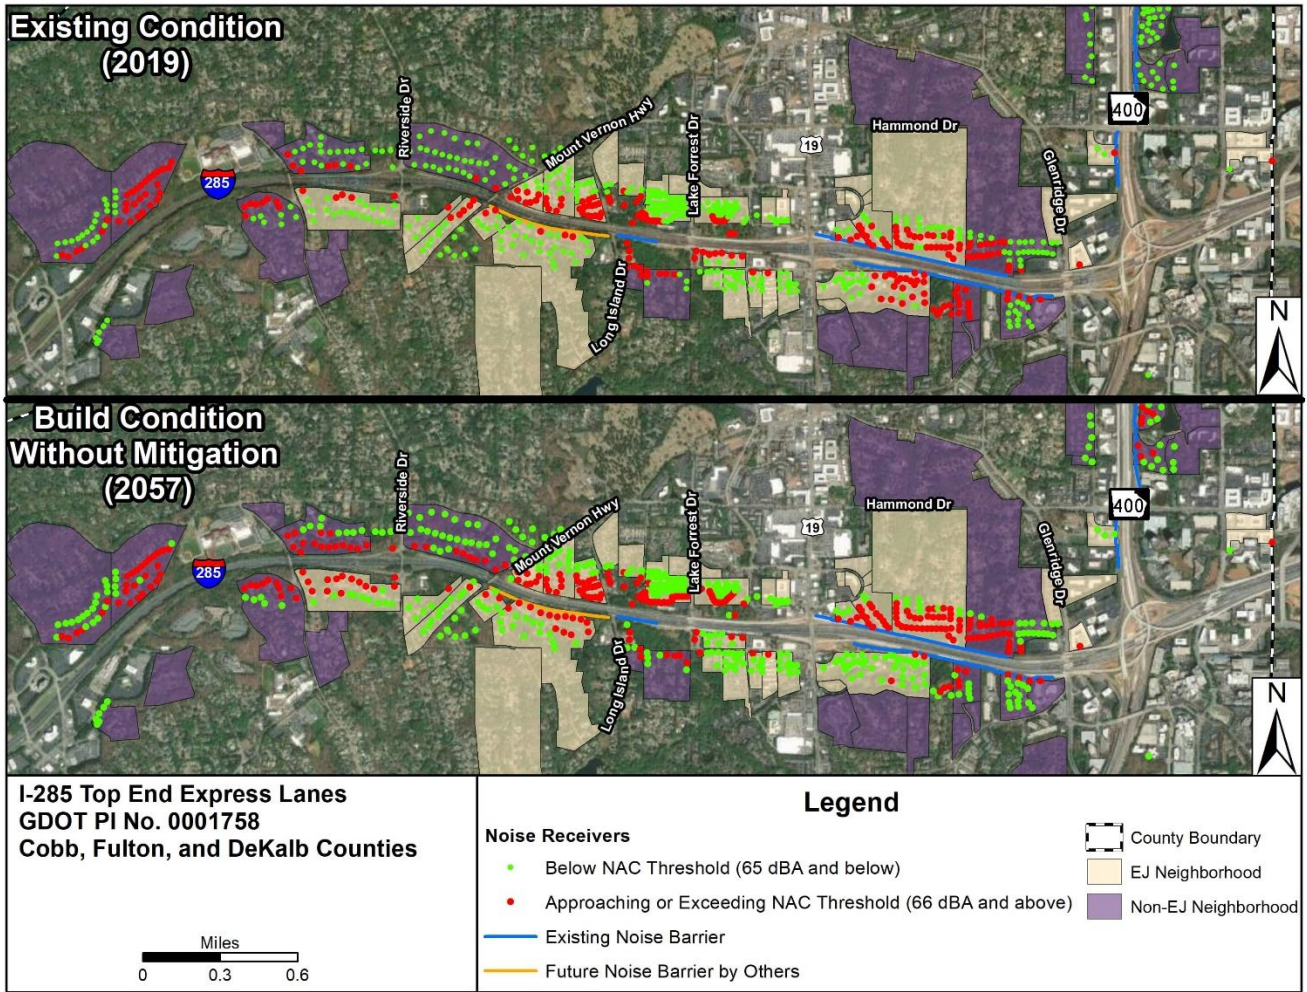 Existing Condition
(2019)
Riverside Dr
Mount Vernon Hwy
Lake Forrest Dr
19
Hammond Dr
Glenridge Dr
400
285
Long Island Dr
N
Build Condition
Without Mitigation
(2057)
Riverside Dr
Mount Vernon Hwy
Lake Forrest Dr
19
Hammond Dr
Glenridge Dr
400
285
Long Island Dr
N
I-285 Top End Express Lanes
GDOT PI No. 0001758
Cobb, Fulton, and DeKalb Counties
Miles
0 0.3 0.6
Legend
Noise Receivers
Below NAC Threshold (65 dBA and below)
Approaching or Exceeding NAC Threshold (66 dBA and above)
Existing Noise Barrier
Future Noise Barrier by Others
County Boundary
EJ Neighborhood
Non-EJ Neighborhood